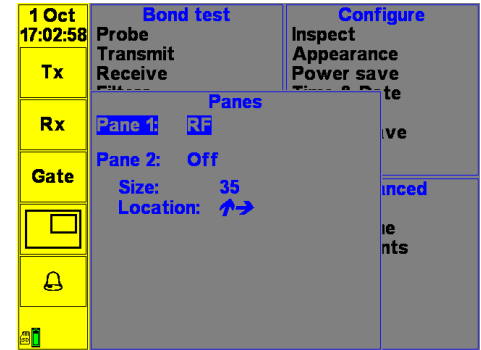 1 Oct
17:02:58
Tx
Rx
Gate
Bond test
Probe
Transmit
Receive
Configure
Inspect
Appearance
Power save
Panes
Pane 1: RF
Pane 2: Off
Size: 35
Location: